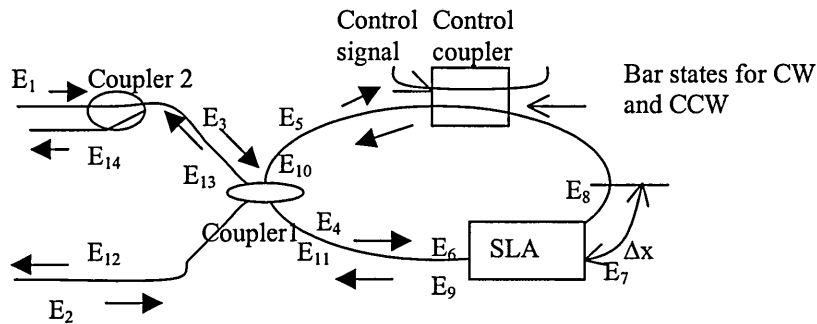 Control signal
Control coupler
E1
Coupler 2
Bar states for CW
and CCW
E3
E5
E14
E13
E10
E8
Coupler1
E4
E12
E11
E6
SLA
Δx
E7
E9
E2